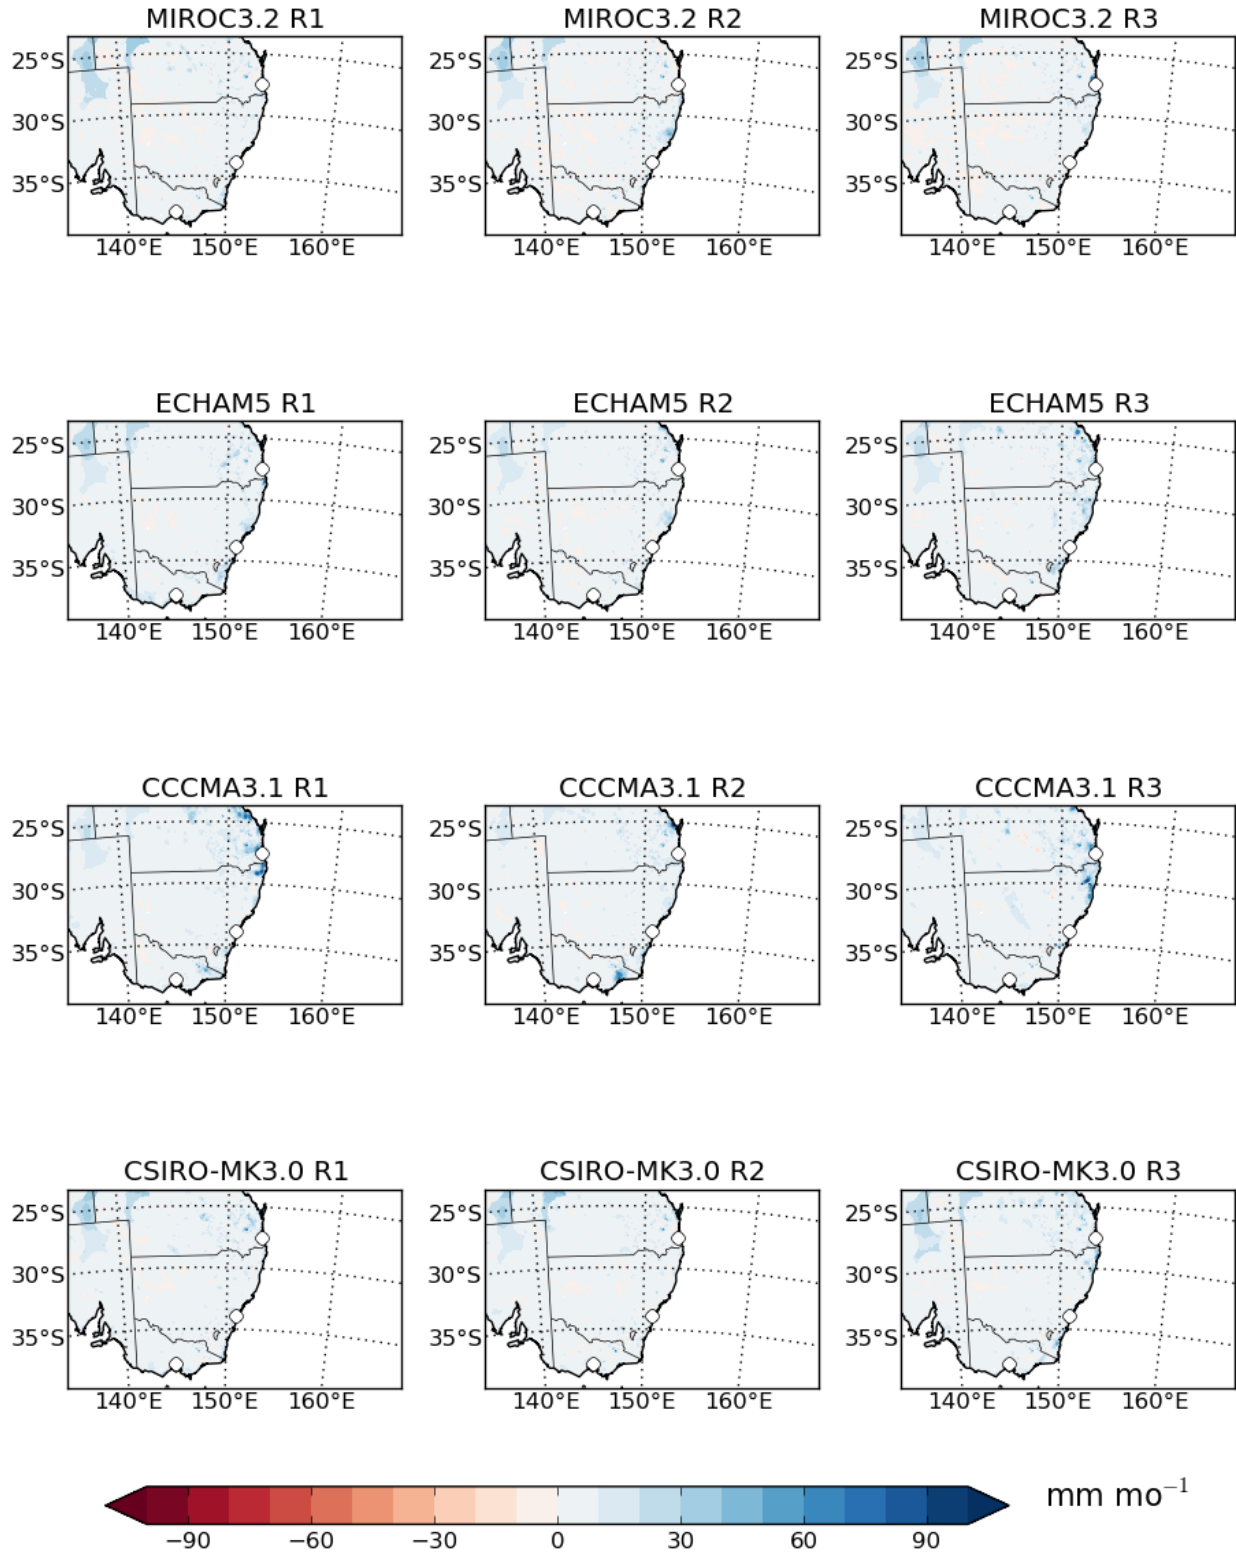 MIROC3.2 R1 MIROC3.2 R2 MIROC3.2 R3
25°S 25°S 25°S
30°S 30°S 30°S
35°S 35°S 35°S
140°E 150°E 160°E 140°E 150°E 160°E 140°E 150°E 160°E
ECHAM5 R1 ECHAM5 R2 ECHAM5 R3
25°S 25°S 25°S
30°S 30°S 30°S
35°S 35°S 35°S
140°E 150°E 160°E 140°E 150°E 160°E 140°E 150°E 160°E
CCCMA3.1 R1 CCCMA3.1 R2 CCCMA3.1 R3
25°S 25°S 25°S
30°S 30°S 30°S
35°S 35°S 35°S
140°E 150°E 160°E 140°E 150°E 160°E 140°E 150°E 160°E
CSIRO-MK3.0 R1 CSIRO-MK3.0 R2 CSIRO-MK3.0 R3
25°S 25°S 25°S
30°S 30°S 30°S
35°S 35°S 35°S
140°E 150°E 160°E 140°E 150°E 160°E 140°E 150°E 160°E
mm mo⁻¹
−90 −60 −30 0 30 60 90